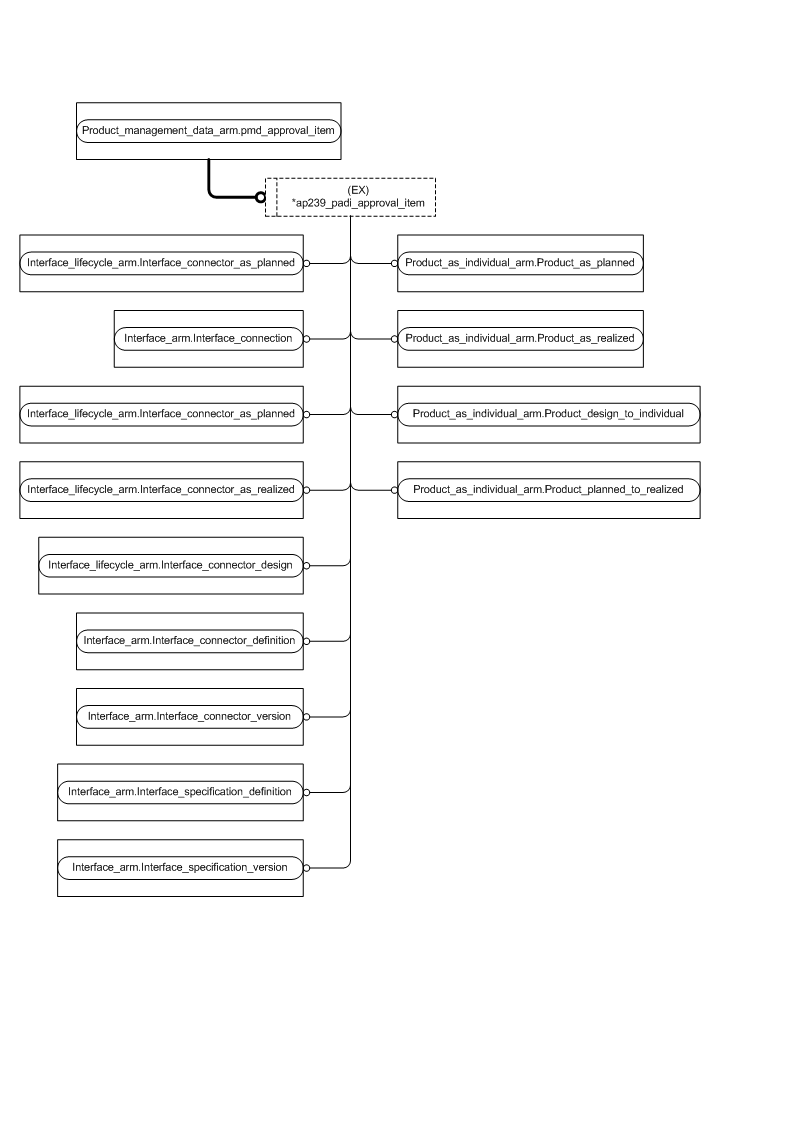 Product_management_data_arm.pmd_approval_item
(EX)
*ap239_padi_approval_item
Interface_lifecycle_arm.Interface_connector_as_planned
Product_as_individual_arm.Product_as_planned
Interface_arm.Interface_connection
Product_as_individual_arm.Product_as_realized
Interface_lifecycle_arm.Interface_connector_as_planned
Product_as_individual_arm.Product_design_to_individual
Interface_lifecycle_arm.Interface_connector_as_realized
Product_as_individual_arm.Product_planned_to_realized
Interface_lifecycle_arm.Interface_connector_design
Interface_arm.Interface_connector_definition
Interface_arm.Interface_connector_version
Interface_arm.Interface_specification_definition
Interface_arm.Interface_specification_version